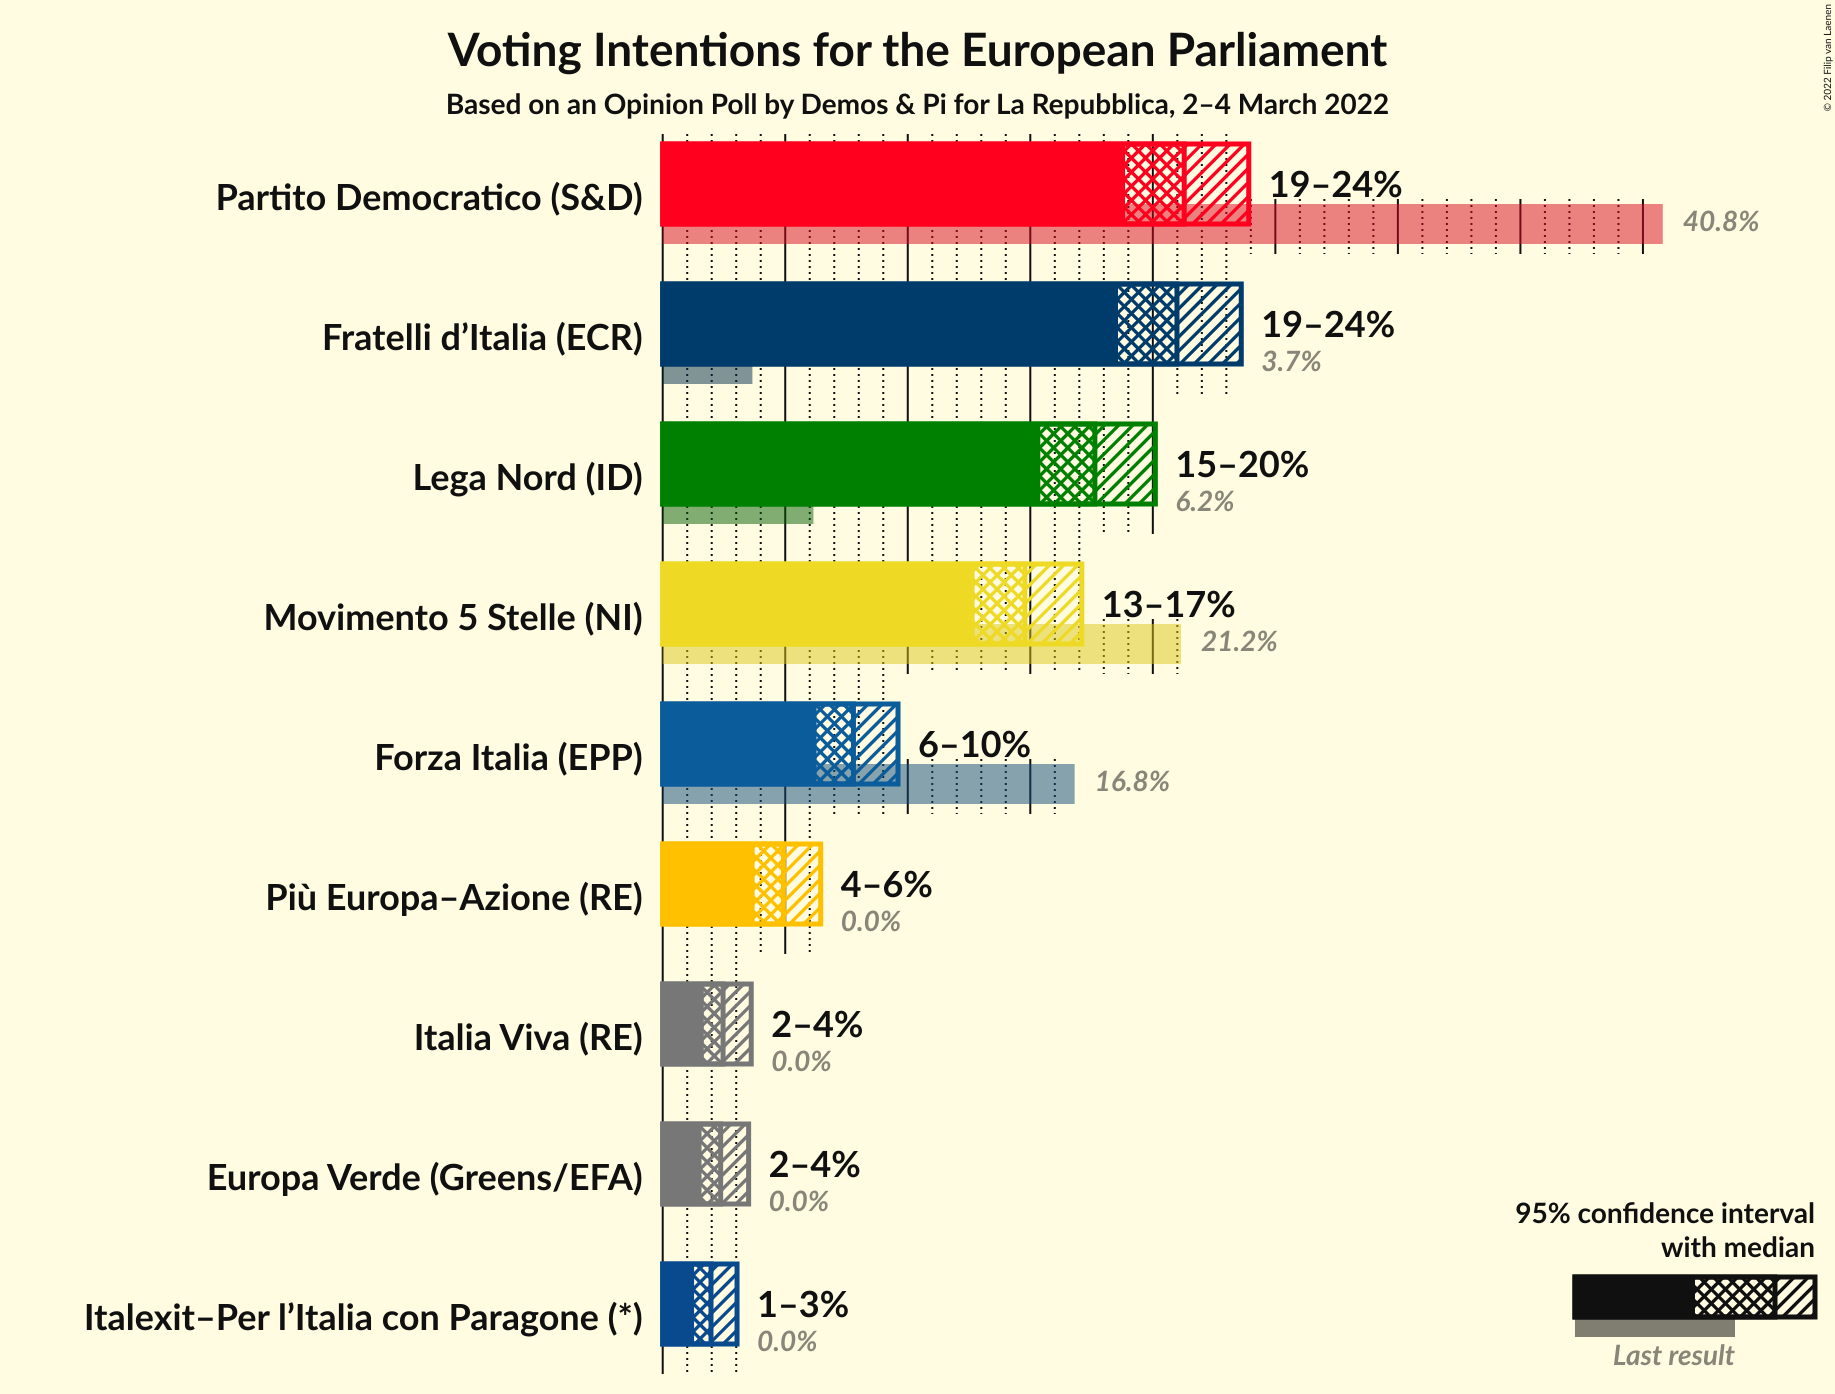 Voting Intentions for the European Parliament
Based on an Opinion Poll by Demos & Pi for La Repubblica, 2–4 March 2022
© 2022 Filip van Laenen
Partito Democratico (S&D)
19–24%
40.8%
Fratelli d’Italia (ECR)
19–24%
3.7%
Lega Nord (ID)
15–20%
6.2%
Movimento 5 Stelle (NI)
13–17%
21.2%
Forza Italia (EPP)
6–10%
16.8%
Più Europa–Azione (RE)
4–6%
0.0%
Italia Viva (RE)
2–4%
0.0%
Europa Verde (Greens/EFA)
2–4%
0.0%
Italexit–Per l’Italia con Paragone (*)
1–3%
0.0%
95% confidence interval
with median
Last result